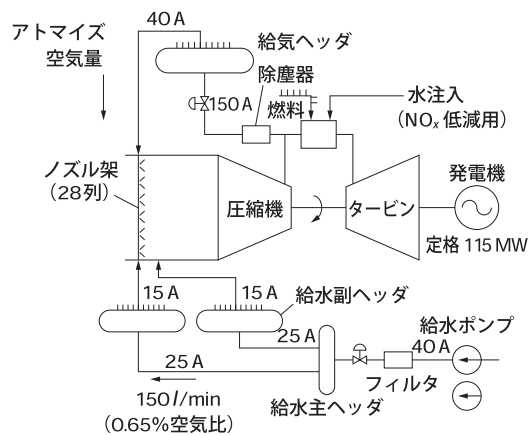 アトマイズ
空気量
40A
給気ヘッダ
除塵器
150A
燃料
水注入
(NOx低減用)
ノズル架
(28列)
圧縮機
タービン
発電機
定格 115MW
15A
15A
給水副ヘッダ
25A
給水ポンプ
40A
25A
フィルタ
150l/min
(0.65%空気比)
給水主ヘッダ